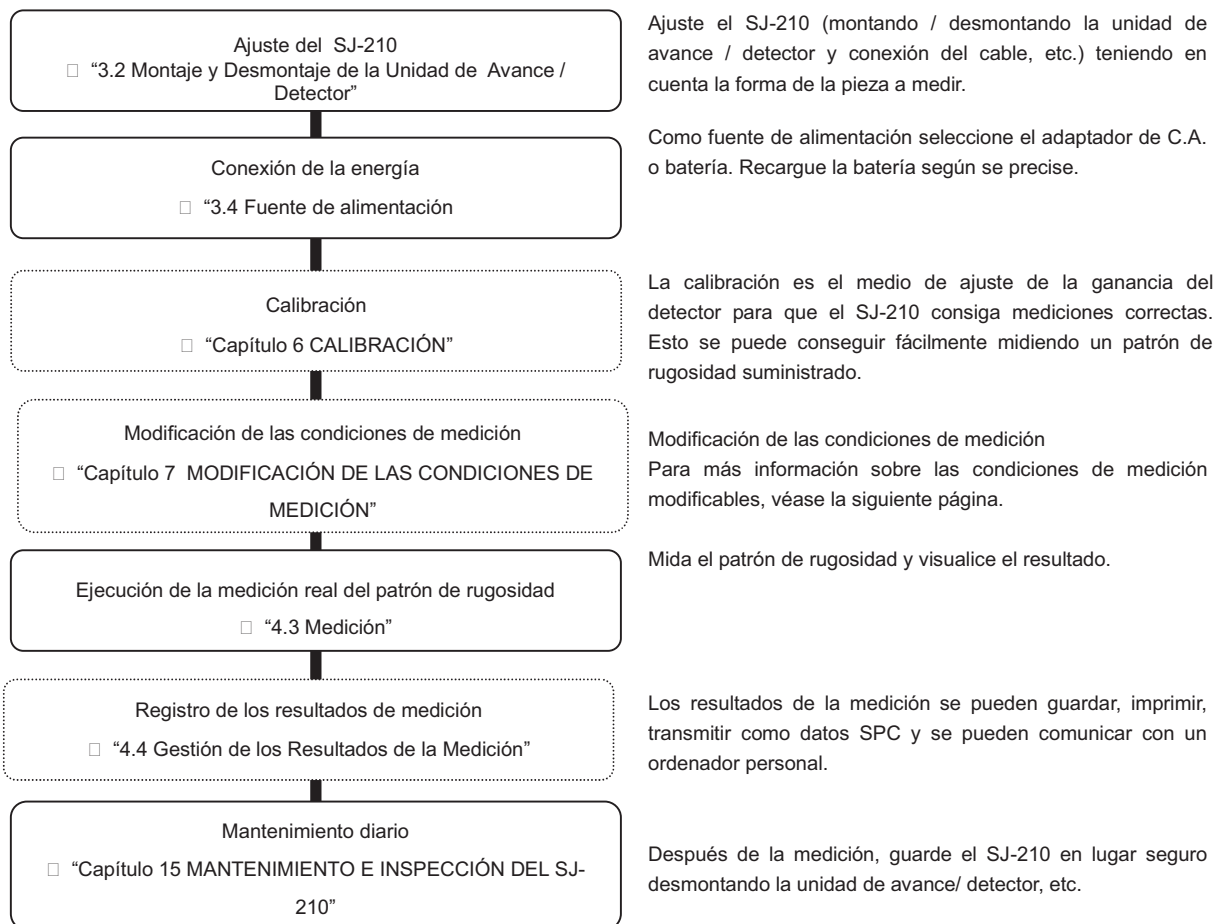 Ajuste del SJ-210
□ “3.2 Montaje y Desmontaje de la Unidad de Avance /
Detector”
Ajuste el SJ-210 (montando / desmontando la unidad de
avance / detector y conexión del cable, etc.) teniendo en
cuenta la forma de la pieza a medir.
Conexión de la energía
□ “3.4 Fuente de alimentación
Como fuente de alimentación seleccione el adaptador de C.A.
o batería. Recargue la batería según se precise.
Calibración
□ “Capítulo 6 CALIBRACIÓN”
La calibración es el medio de ajuste de la ganancia del
detector para que el SJ-210 consiga mediciones correctas.
Esto se puede conseguir fácilmente midiendo un patrón de
rugosidad suministrado.
Modificación de las condiciones de medición
□ “Capítulo 7 MODIFICACIÓN DE LAS CONDICIONES DE
MEDICIÓN”
Modificación de las condiciones de medición
Para más información sobre las condiciones de medición
modificables, véase la siguiente página.
Ejecución de la medición real del patrón de rugosidad
□ “4.3 Medición”
Mida el patrón de rugosidad y visualice el resultado.
Registro de los resultados de medición
□ “4.4 Gestión de los Resultados de la Medición”
Los resultados de la medición se pueden guardar, imprimir,
transmitir como datos SPC y se pueden comunicar con un
ordenador personal.
Mantenimiento diario
□ “Capítulo 15 MANTENIMIENTO E INSPECCIÓN DEL SJ-
210”
Después de la medición, guarde el SJ-210 en lugar seguro
desmontando la unidad de avance/ detector, etc.